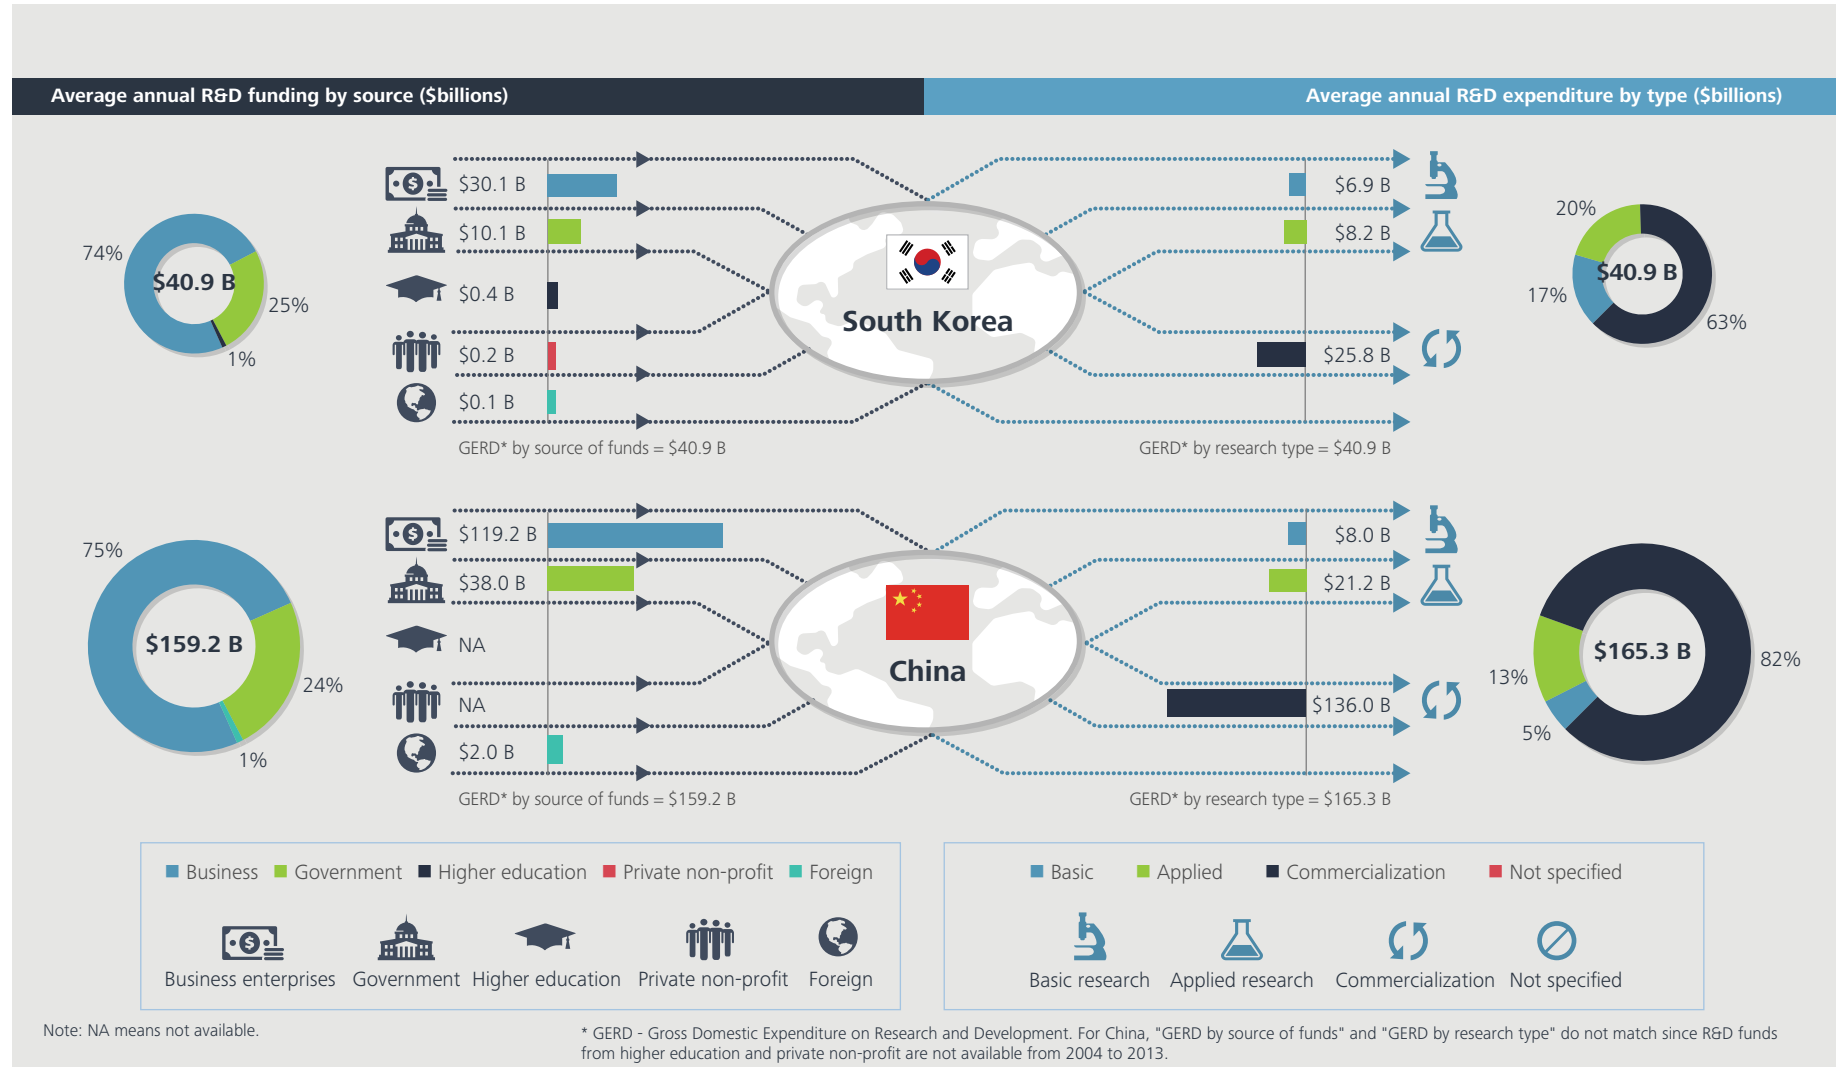 Average annual R&D funding by source ($billions)
Average annual R&D expenditure by type ($billions)
74%
$40.9 B
25%
1%
$30.1 B
$10.1 B
$0.4 B
$0.2 B
$0.1 B
GERD* by source of funds = $40.9 B
South Korea
$6.9 B
$8.2 B
$25.8 B
GERD* by research type = $40.9 B
20%
$40.9 B
17%
63%
75%
$159.2 B
24%
1%
$119.2 B
$38.0 B
NA
NA
$2.0 B
GERD* by source of funds = $159.2 B
China
$8.0 B
$21.2 B
$136.0 B
GERD* by research type = $165.3 B
$165.3 B
82%
13%
5%
Business Government Higher education Private non-profit Foreign
Business enterprises Government Higher education Private non-profit Foreign
Basic Applied Commercialization Not specified
Basic research Applied research Commercialization Not specified
Note: NA means not available.
* GERD - Gross Domestic Expenditure on Research and Development. For China, "GERD by source of funds" and "GERD by research type" do not match since R&D funds
from higher education and private non-profit are not available from 2004 to 2013.